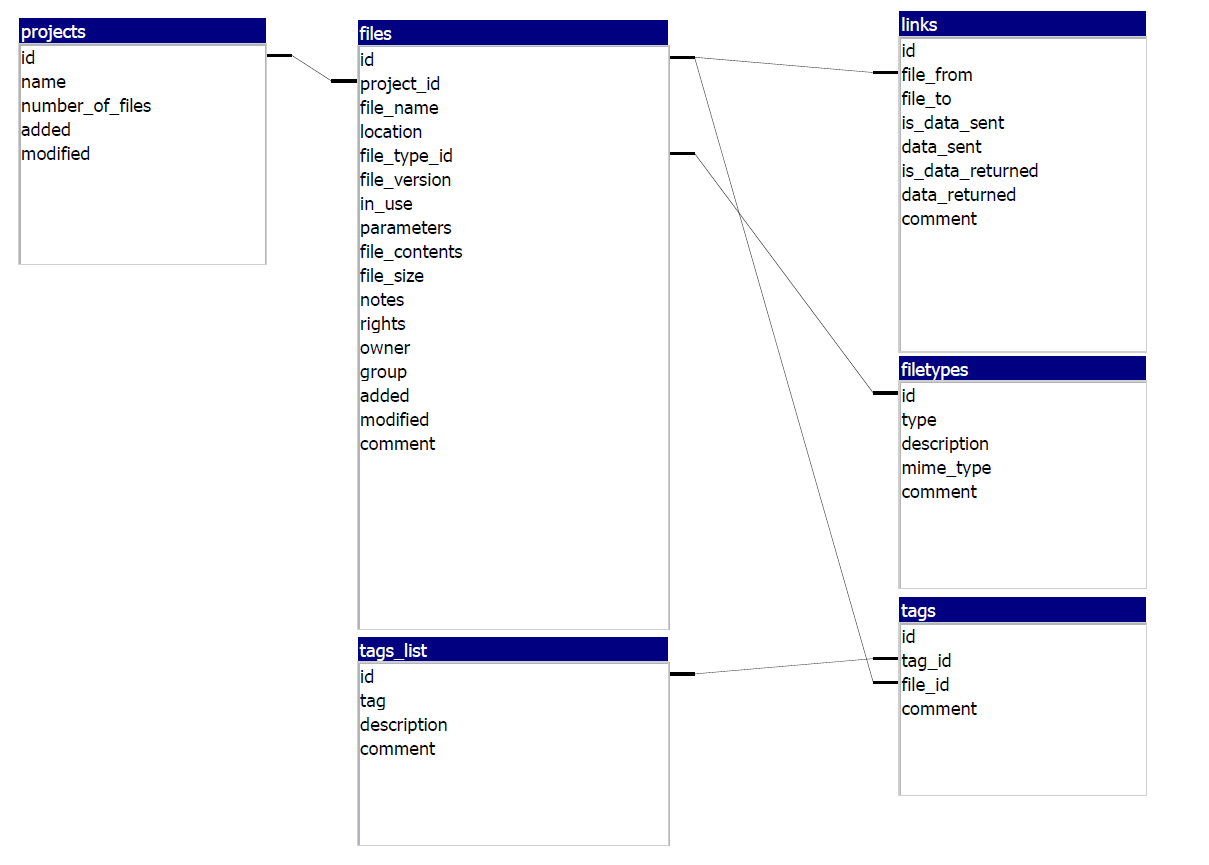 projects
id
name
number_of_files
added
modified
files
id
project_id
file_name
location
file_type_id
file_version
in_use
parameters
file_contents
file_size
notes
rights
owner
group
added
modified
comment
tags_list
id
tag
description
comment
links
id
file_from
file_to
is_data_sent
data_sent
is_data_returned
data_returned
comment
filetypes
id
type
description
mime_type
comment
tags
id
tag_id
file_id
comment